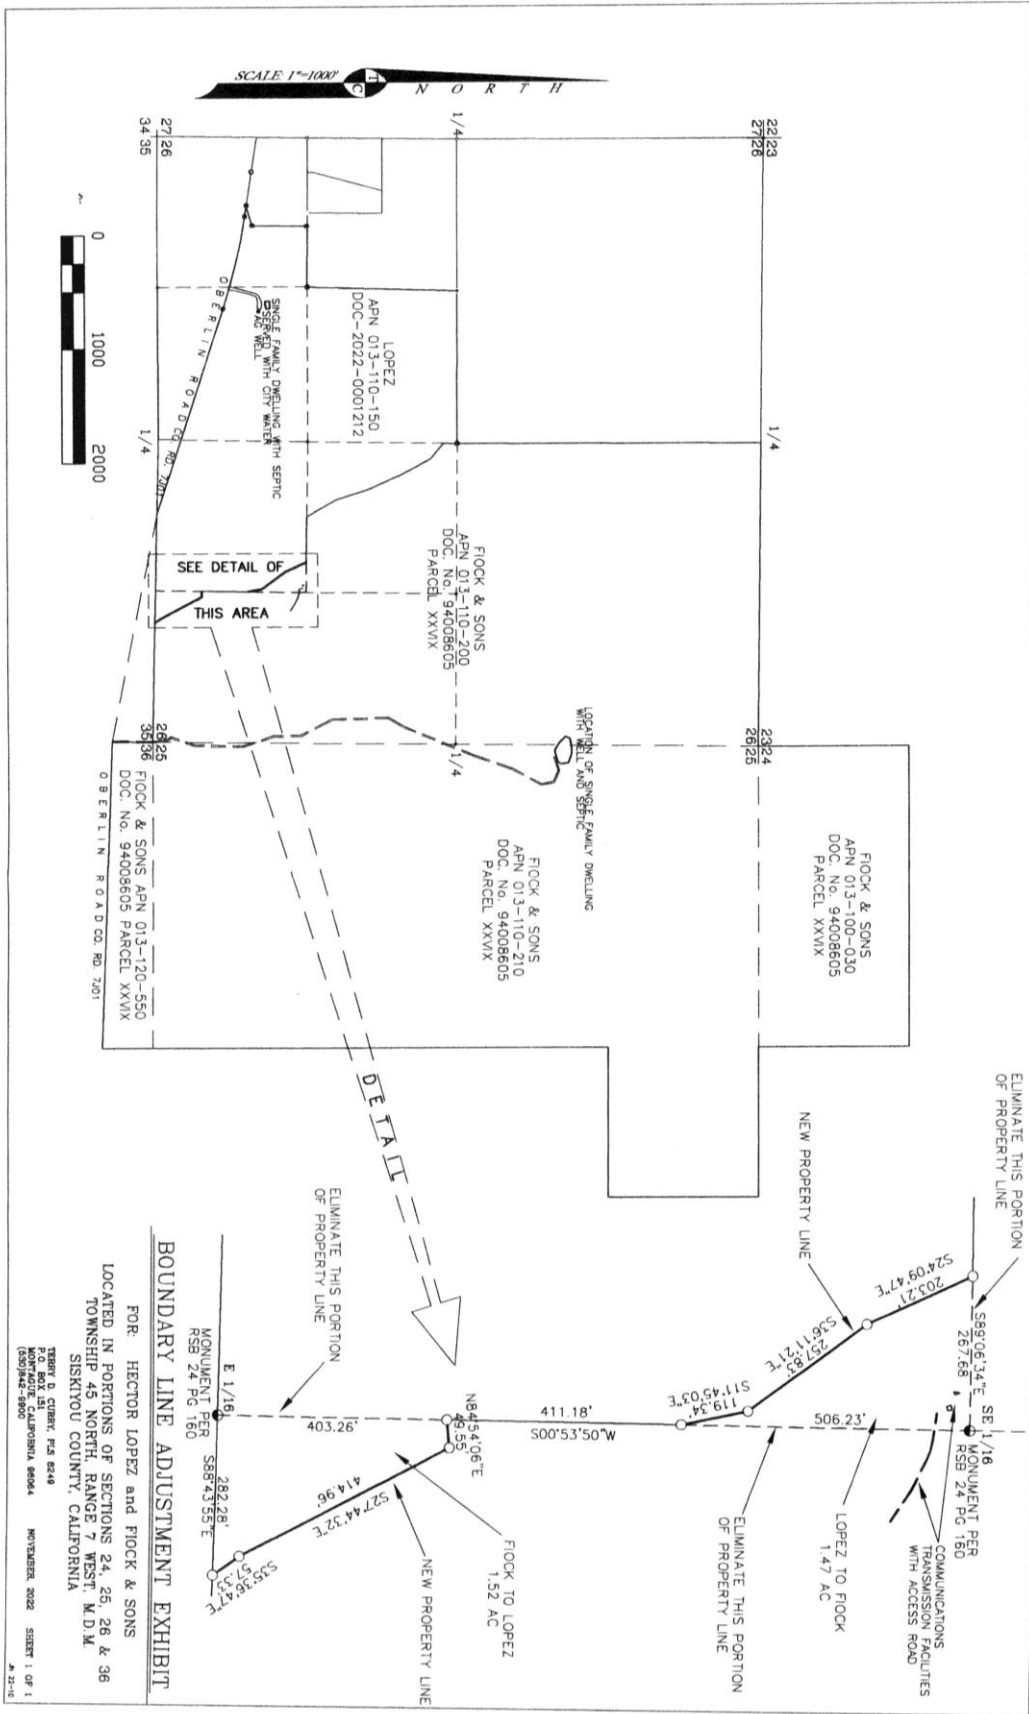 SCALE: 1"=1000'
T
C
N O R T H
22 23
27 26
1/4
27 26
34 35
1/4
1/4
23 24
26 25
1/4
26 25
35 36
0
1000
2000
LOPEZ
APN 013-110-150
DOC-2022-0001212
SINGLE FAMILY DWELLING WITH SEPTIC
SERVED WITH CITY WATER
AG WELL
OBERLIN ROAD CO. RD. 7J01
SEE DETAIL OF
THIS AREA
FIOCK & SONS
APN 013-110-200
DOC. No. 94008605
PARCEL XXVIX
LOCATION OF SINGLE FAMILY DWELLING
WITH WELL AND SEPTIC
FIOCK & SONS
APN 013-110-210
DOC. No. 94008605
PARCEL XXVIX
FIOCK & SONS
APN 013-100-030
DOC. No. 94008605
PARCEL XXVIX
FIOCK & SONS APN 013-120-550
DOC. No. 94008605 PARCEL XXVIX
OBERLIN ROAD CO. RD. 7J01
DETAIL
ELIMINATE THIS PORTION
OF PROPERTY LINE
S89°06'34"E
267.68
SE 1/16
MONUMENT PER
RSB 24 PG 160
COMMUNICATIONS
TRANSMISSION FACILITIES
WITH ACCESS ROAD
NEW PROPERTY LINE
S24°09'47"E
203.21'
S36°11'21"E
257.83'
S11°45'03"E
119.34'
506.23'
LOPEZ TO FIOCK
1.47 AC
ELIMINATE THIS PORTION
OF PROPERTY LINE
411.18'
S00°53'50"W
N84°54'06"E
49.55'
ELIMINATE THIS PORTION
OF PROPERTY LINE
403.26'
414.96'
S27°44'32"E
FIOCK TO LOPEZ
1.52 AC
NEW PROPERTY LINE
E 1/16
MONUMENT PER
RSB 24 PG 160
282.28'
S88°43'55"E
S35°36'47"E
BOUNDARY LINE ADJUSTMENT EXHIBIT
FOR: HECTOR LOPEZ and FIOCK & SONS
LOCATED IN PORTIONS OF SECTIONS 24, 25, 26 & 36
TOWNSHIP 45 NORTH, RANGE 7 WEST, M.D.M.
SISKIYOU COUNTY, CALIFORNIA
TERRY D. CURRY, PLS 8249
P.O. BOX 151
MONTAGUE, CALIFORNIA 96064
(530)842-9900
NOVEMBER 2022
SHEET 1 OF 1